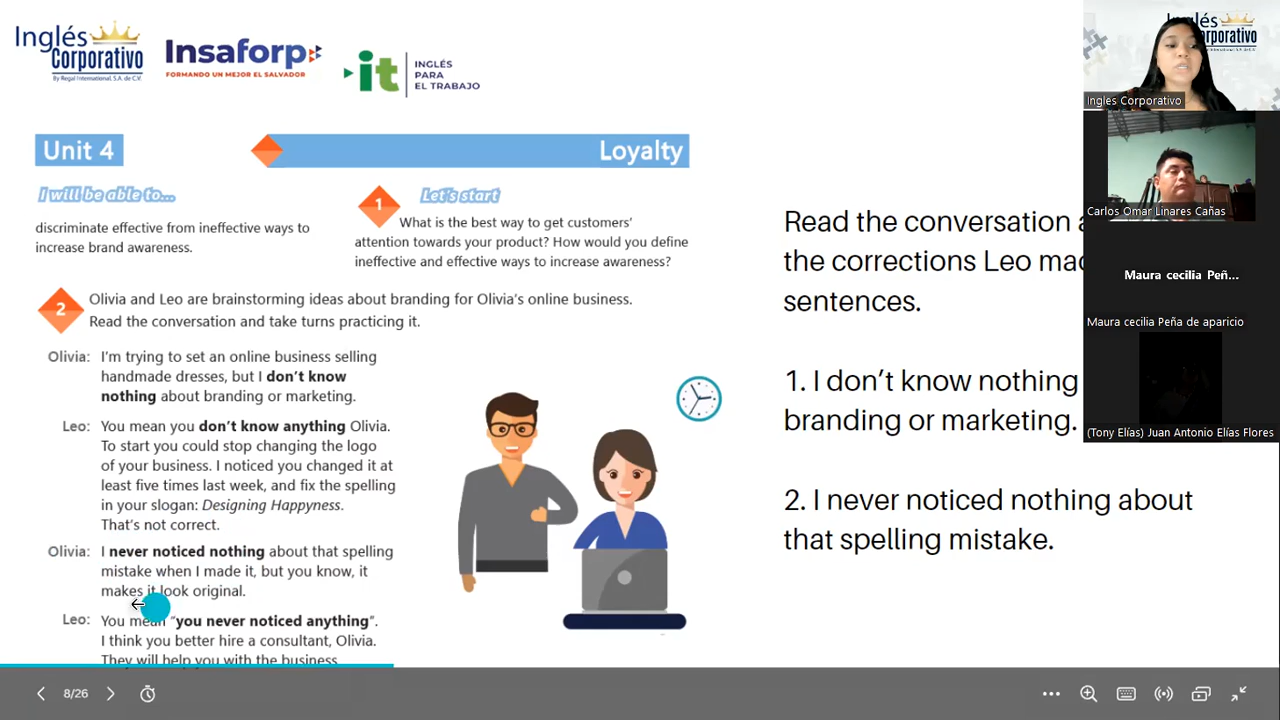 Inglés
Corporativo
By Regal International, S.A. de C.V.
Insaforp
FORMANDO UN MEJOR EL SALVADOR
it
INGLÉS
PARA
EL TRABAJO
Unit 4
Loyalty
I will be able to...
discriminate effective from ineffective ways to
increase brand awareness.
1
Let's start
What is the best way to get customers'
attention towards your product? How would you define
ineffective and effective ways to increase awareness?
2
Olivia and Leo are brainstorming ideas about branding for Olivia's online business.
Read the conversation and take turns practicing it.
Olivia: I'm trying to set an online business selling
handmade dresses, but I don't know
nothing about branding or marketing.
Leo: You mean you don't know anything Olivia.
To start you could stop changing the logo
of your business. I noticed you changed it at
least five times last week, and fix the spelling
in your slogan: Designing Happyness.
That's not correct.
Olivia: I never noticed nothing about that spelling
mistake when I made it, but you know, it
makes it look original.
Leo: You mean "you never noticed anything".
I think you better hire a consultant, Olivia.
They will help you with the business
Read the conversation
the corrections Leo
sentences.
1. I don't know nothing
branding or marketing.
2. I never noticed nothing about
that spelling mistake.
Inglés
Corporativo
Ingles Corporativo
Carlos Omar Linares Cañas
Maura cecilia Peñ...
Maura cecilia Peña de aparicio
(Tony Elías) Juan Antonio Elías Flores
8/26